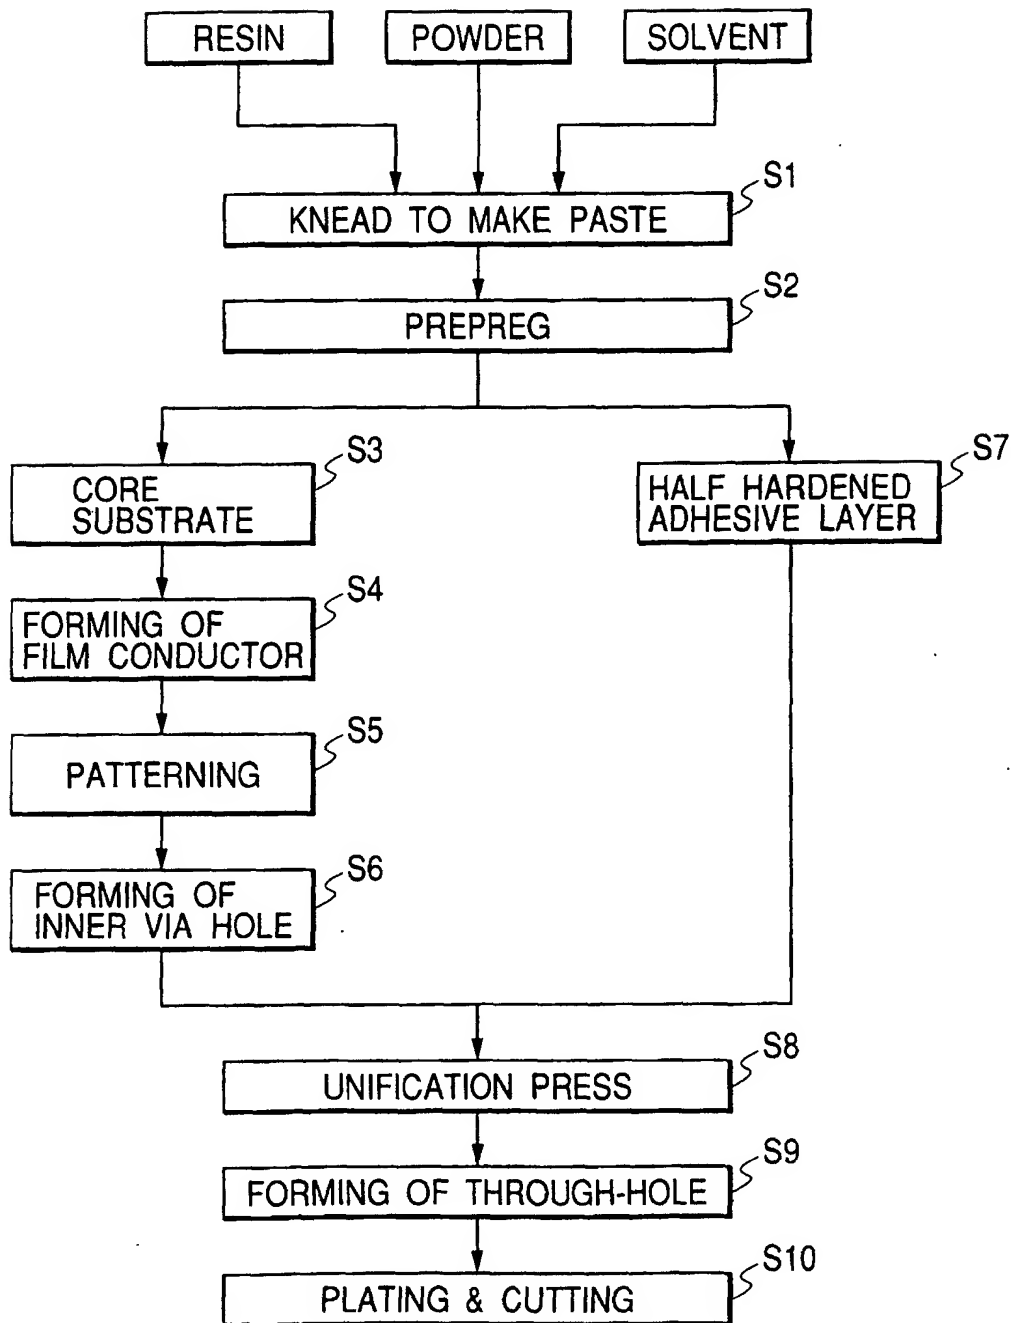 RESIN
POWDER
SOLVENT
S1
KNEAD TO MAKE PASTE
S2
PREPREG
S3
CORE
SUBSTRATE
S7
HALF HARDENED
ADHESIVE LAYER
S4
FORMING OF
FILM CONDUCTOR
S5
PATTERNING
S6
FORMING OF
INNER VIA HOLE
S8
UNIFICATION PRESS
S9
FORMING OF THROUGH-HOLE
S10
PLATING & CUTTING